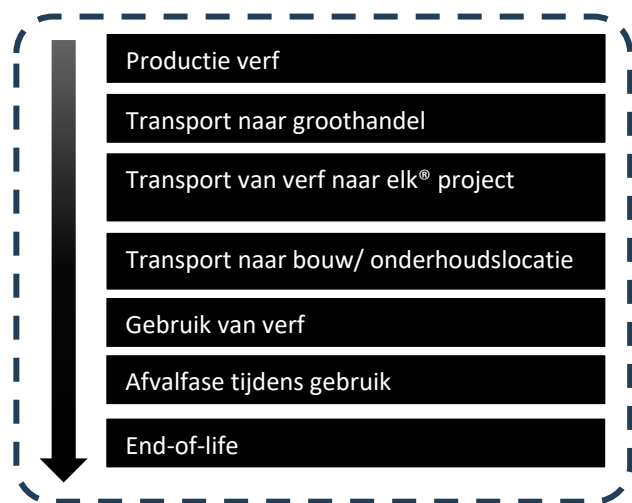 Productie verf
Transport naar groothandel
Transport van verf naar elk® project
Transport naar bouw/ onderhoudslocatie
Gebruik van verf
Afvalfase tijdens gebruik
End-of-life